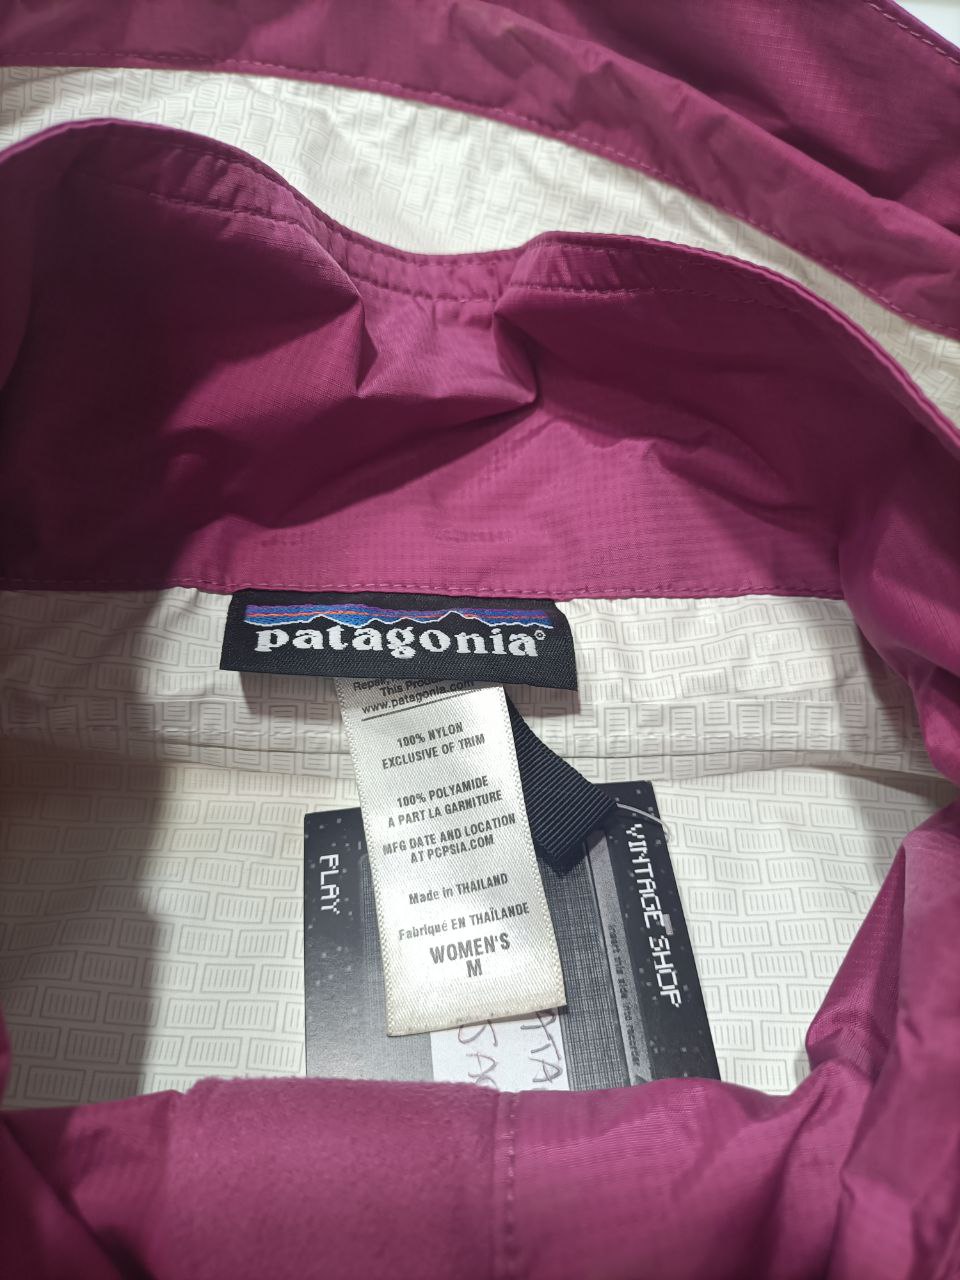 patagonia®
This Product
www.patagonia.com
100% NYLON
EXCLUSIVE OF TRIM
100% POLYAMIDE
A PART LA GARNITURE
MFG DATE AND LOCATION
AT PCPSIA.COM
Made in THAILAND
Fabriqué EN THAÏLANDE
WOMEN'S
M
PLAY
VINTAGE SHOP